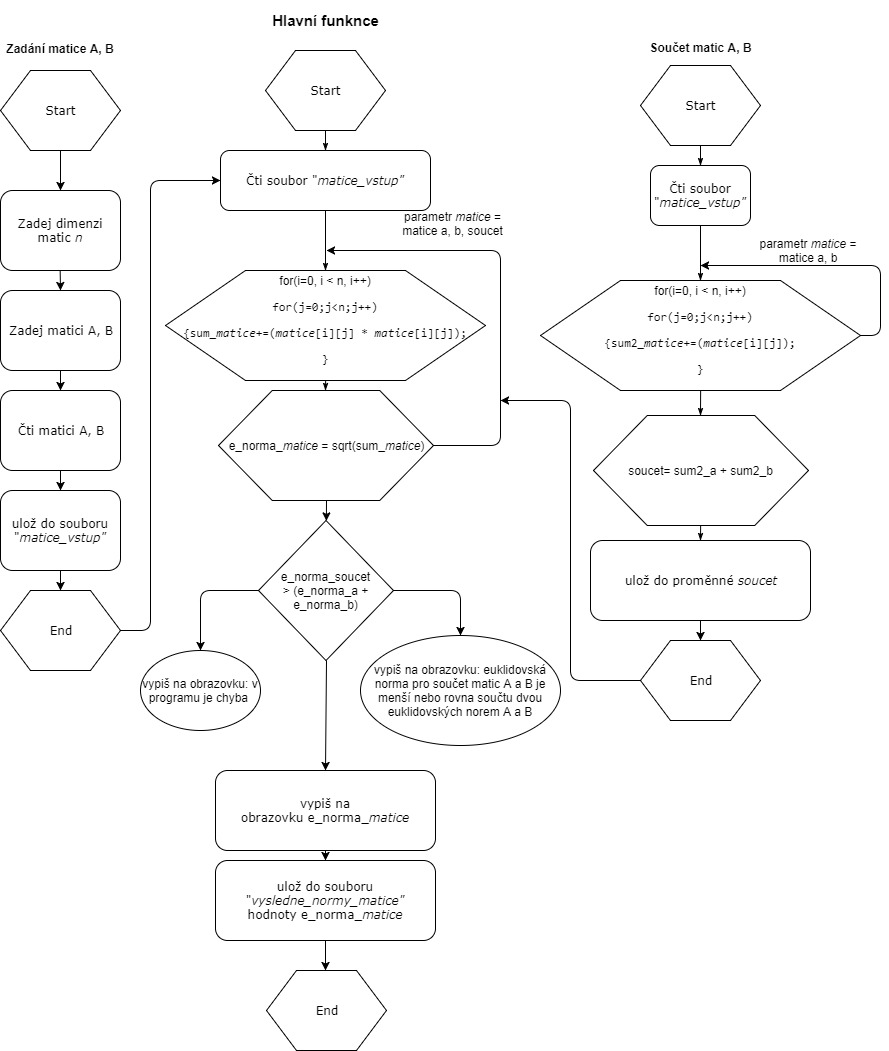 Hlavní funknce
Zadání matice A, B
Start
Zadej dimenzi
matic n
Zadej matici A, B
Čti matici A, B
ulož do souboru
"matice_vstup"
End
Start
Čti soubor "matice_vstup"
parametr matice =
matice a, b, soucet
for(i=0, i < n, i++)
for(j=0;j<n;j++)
{sum_matice+=(matice[i][j] * matice[i][j]);
}
e_norma_matice = sqrt(sum_matice)
e_norma_soucet
> (e_norma_a +
e_norma_b)
vypiš na obrazovku: v
programu je chyba
vypiš na obrazovku: euklidovská
norma pro součet matic A a B je
menší nebo rovna součtu dvou
euklidovských norem A a B
vypiš na
obrazovku e_norma_matice
ulož do souboru
"vysledne_normy_matice"
hodnoty e_norma_matice
End
Součet matic A, B
Start
Čti soubor
"matice_vstup"
parametr matice =
matice a, b
for(i=0, i < n, i++)
for(j=0;j<n;j++)
{sum2_matice+=(matice[i][j]);
}
soucet= sum2_a + sum2_b
ulož do proměnné soucet
End